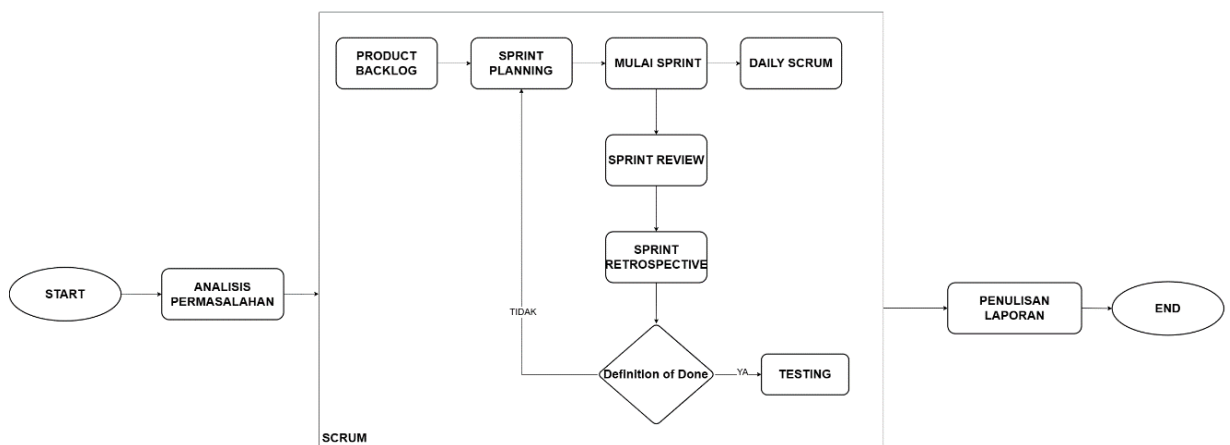 PRODUCT
BACKLOG
SPRINT
PLANNING
MULAI SPRINT
DAILY SCRUM
SPRINT REVIEW
SPRINT
RETROSPECTIVE
START
ANALISIS
PERMASALAHAN
TIDAK
Definition of Done
YA
TESTING
SCRUM
PENULISAN
LAPORAN
END